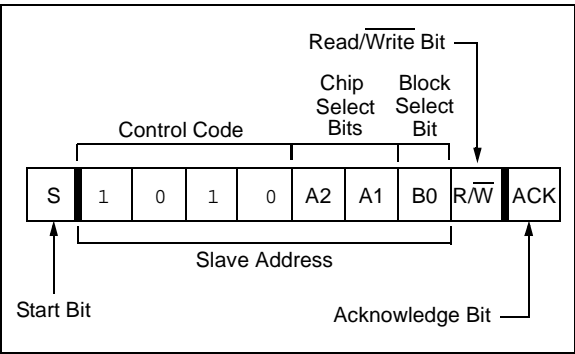 Read/Write Bit
Chip Select Bits
Block Select Bit
Control Code
S 1 0 1 0 A2 A1 B0 R/W ACK
Slave Address
Start Bit
Acknowledge Bit